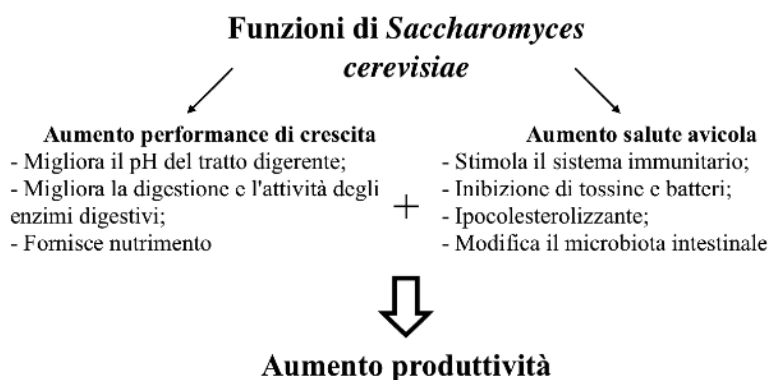 Funzioni di Saccharomyces
cerevisiae
Aumento performance di crescita
- Migliora il pH del tratto digerente;
- Migliora la digestione e l'attività degli
enzimi digestivi;
- Fornisce nutrimento
+
Aumento salute avicola
- Stimola il sistema immunitario;
- Inibizione di tossine e batteri;
- Ipocolesterolizzante;
- Modifica il microbiota intestinale
Aumento produttività